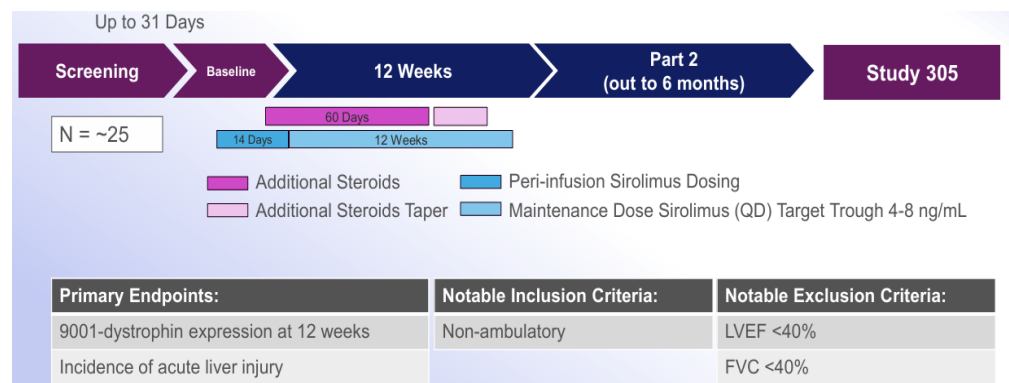 Up to 31 Days
Screening
Baseline
12 Weeks
Part 2
(out to 6 months)
Study 305
N = ~25
60 Days
14 Days
12 Weeks
Additional Steroids
Peri-infusion Sirolimus Dosing
Additional Steroids Taper
Maintenance Dose Sirolimus (QD) Target Trough 4-8 ng/mL
Primary Endpoints:
Notable Inclusion Criteria:
Notable Exclusion Criteria:
9001-dystrophin expression at 12 weeks
Non-ambulatory
LVEF <40%
Incidence of acute liver injury
FVC <40%